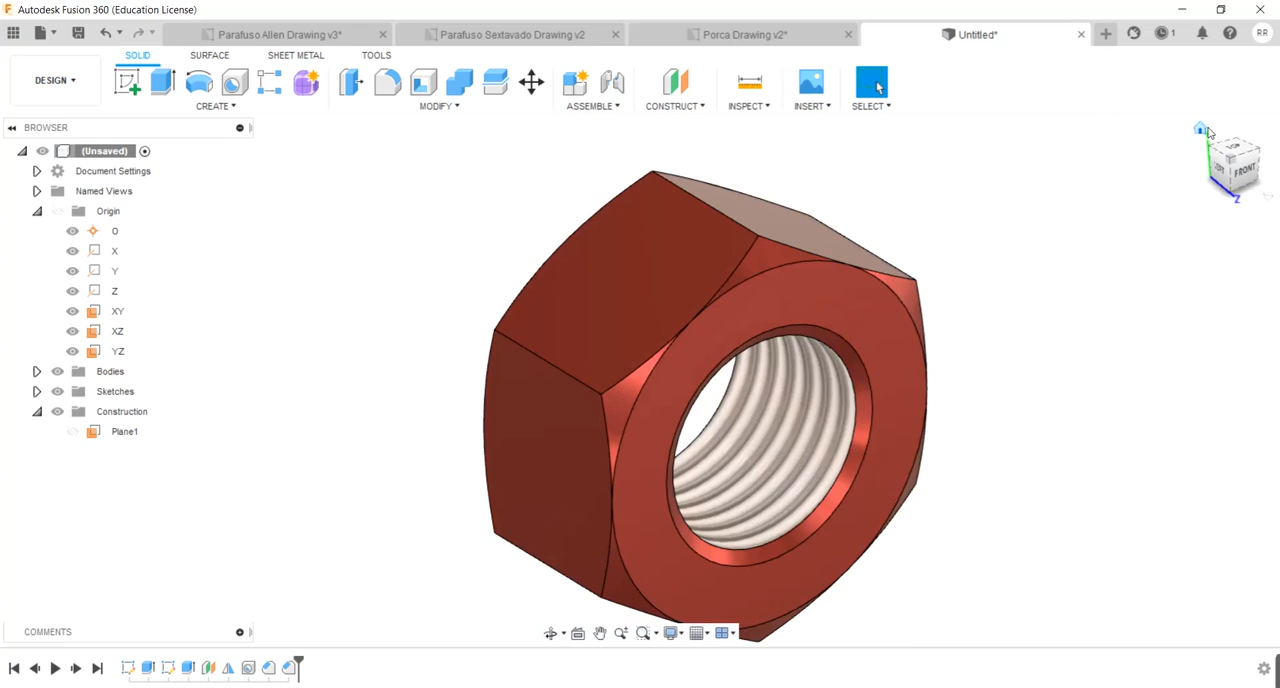 Autodesk Fusion 360 (Education License)
Parafuso Allen Drawing v3*
Parafuso Sextavado Drawing v2
Porca Drawing v2*
Untitled*
1
RR
SOLID
SURFACE
SHEET METAL
TOOLS
DESIGN
CREATE
MODIFY
ASSEMBLE
CONSTRUCT
INSPECT
INSERT
SELECT
BROWSER
(Unsaved)
Document Settings
Named Views
Origin
O
X
Y
Z
XY
XZ
YZ
Bodies
Sketches
Construction
Plane1
TOP
FRONT
Z
COMMENTS